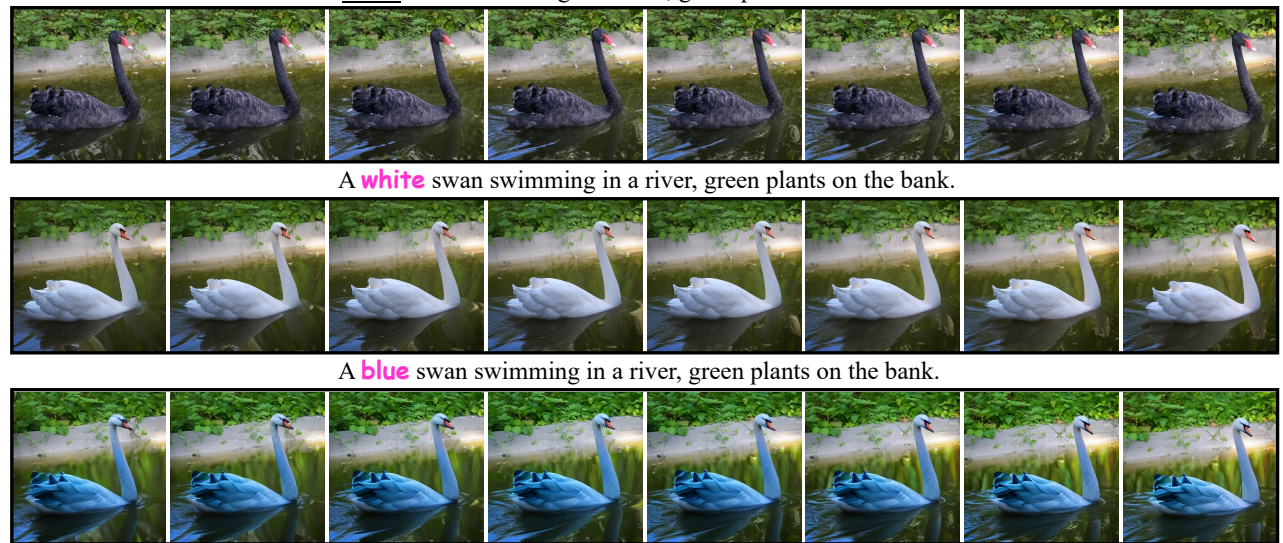 A white swan swimming in a river, green plants on the bank.
A blue swan swimming in a river, green plants on the bank.